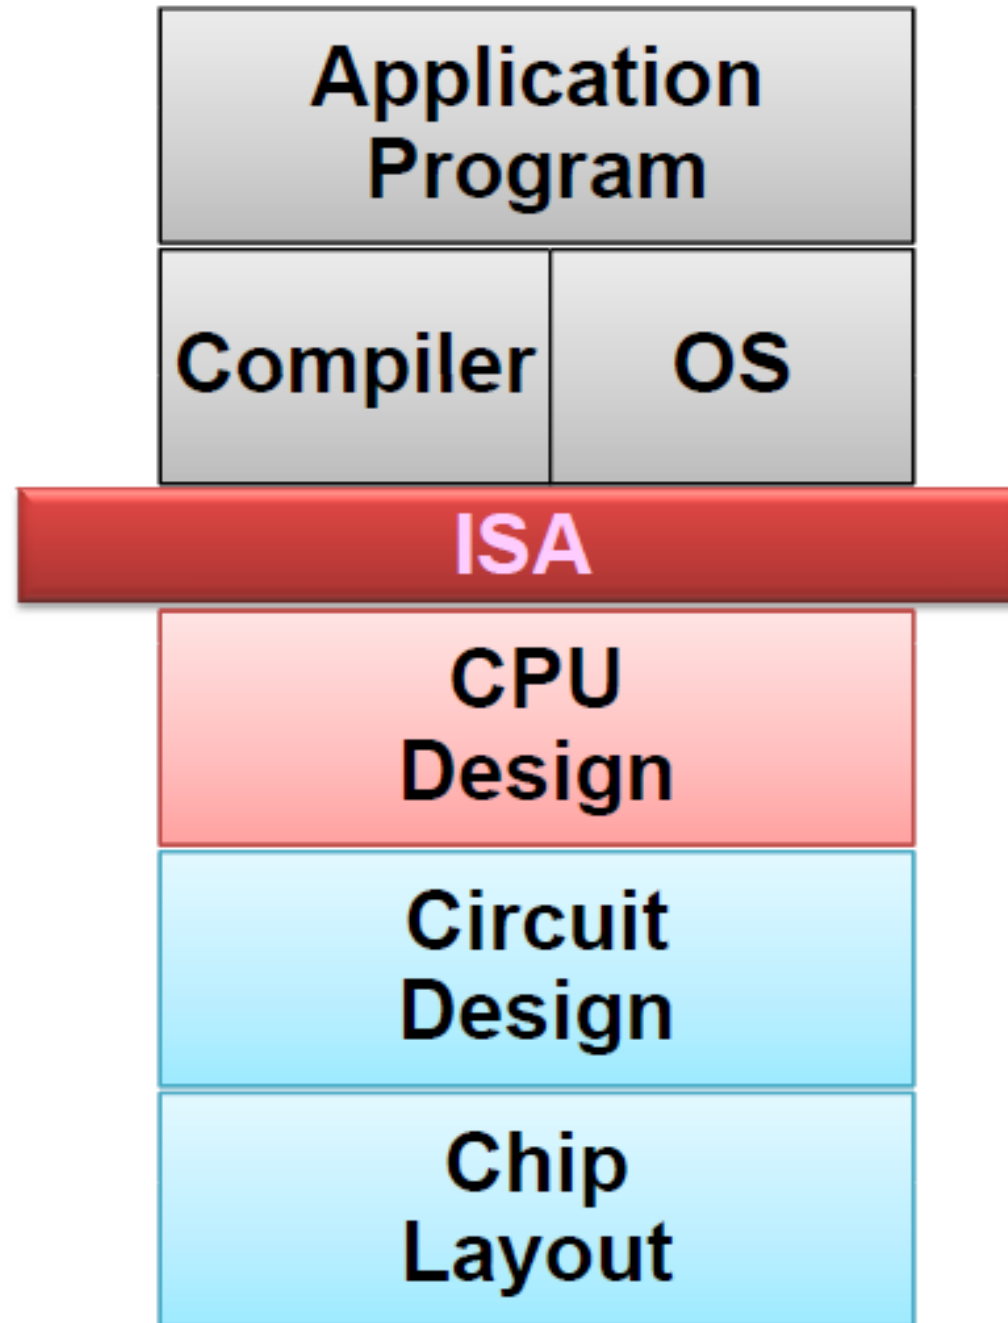 Application
Program
Compiler
OS
ISA
CPU
Design
Circuit
Design
Chip
Layout